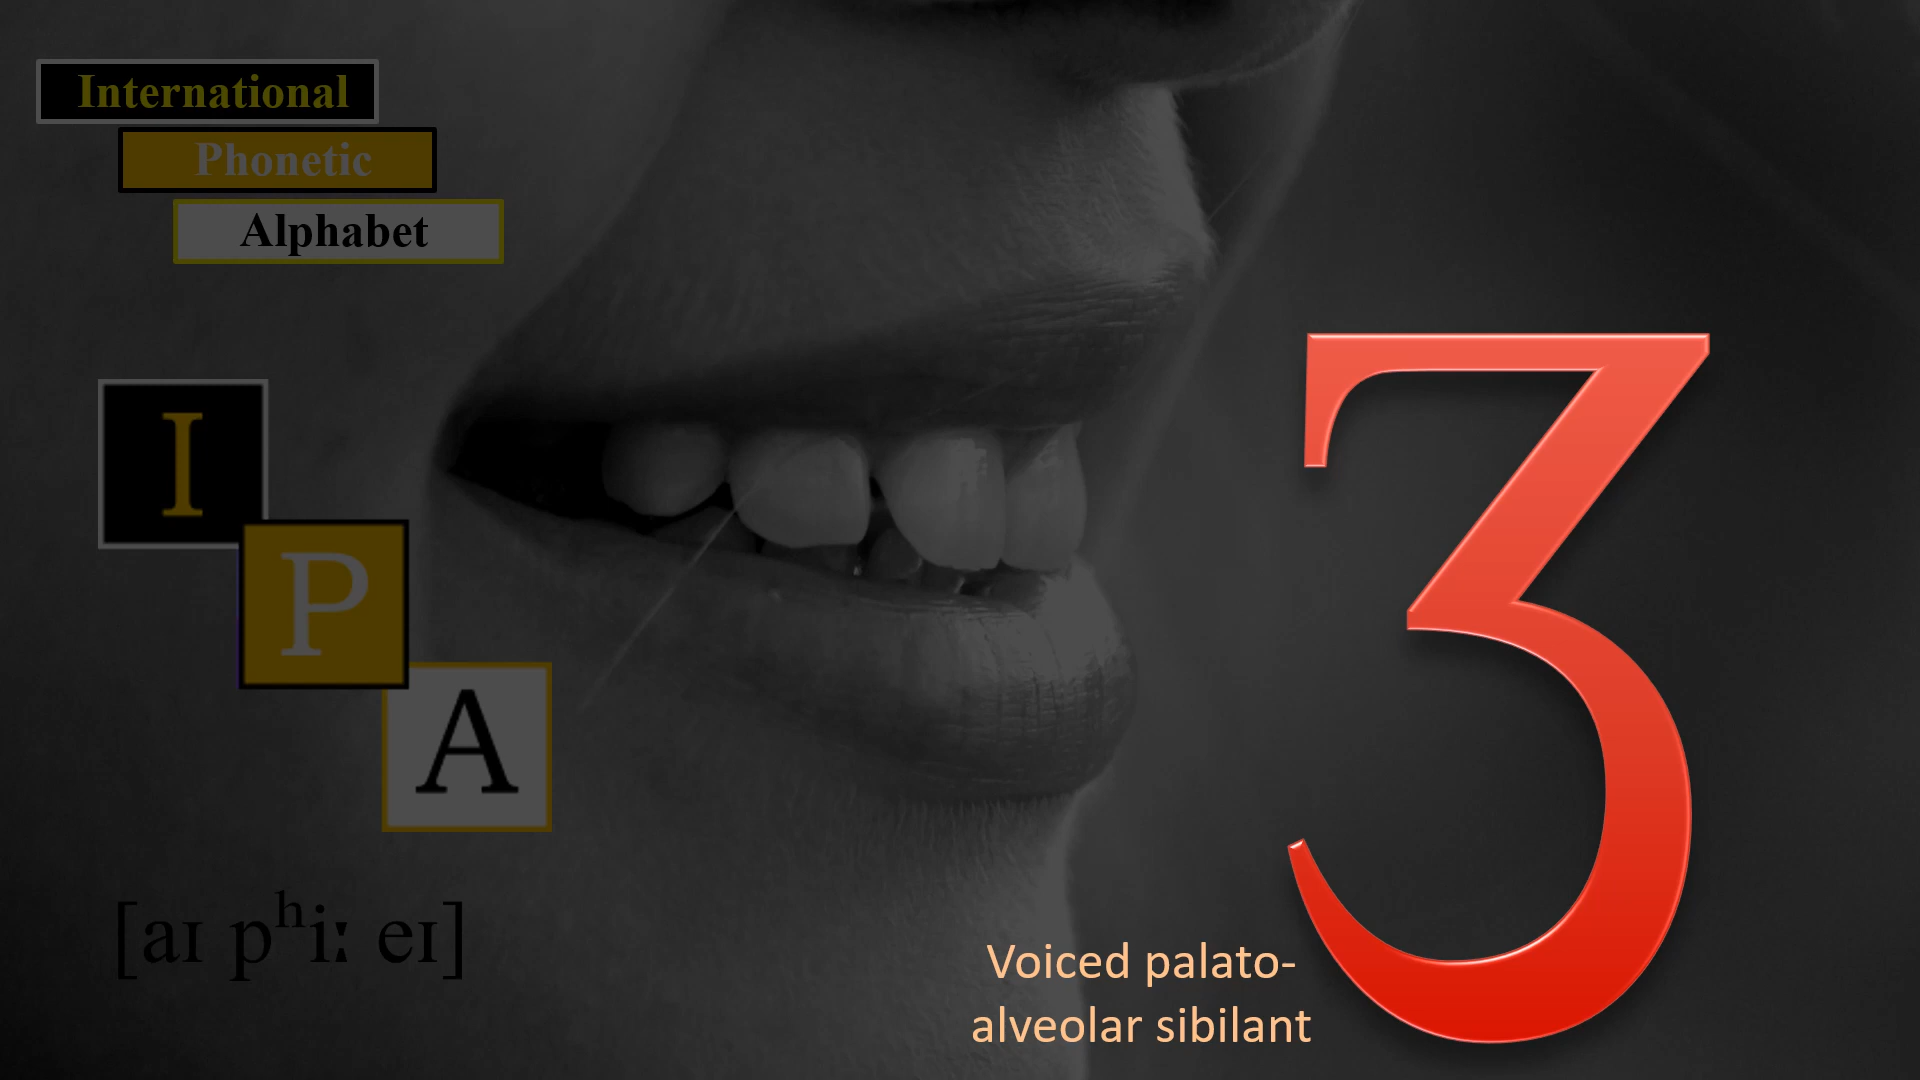 International
Phonetic
Alphabet
I
P
A
[aɪ pʰiː eɪ]
Ʒ
Voiced palato-
alveolar sibilant